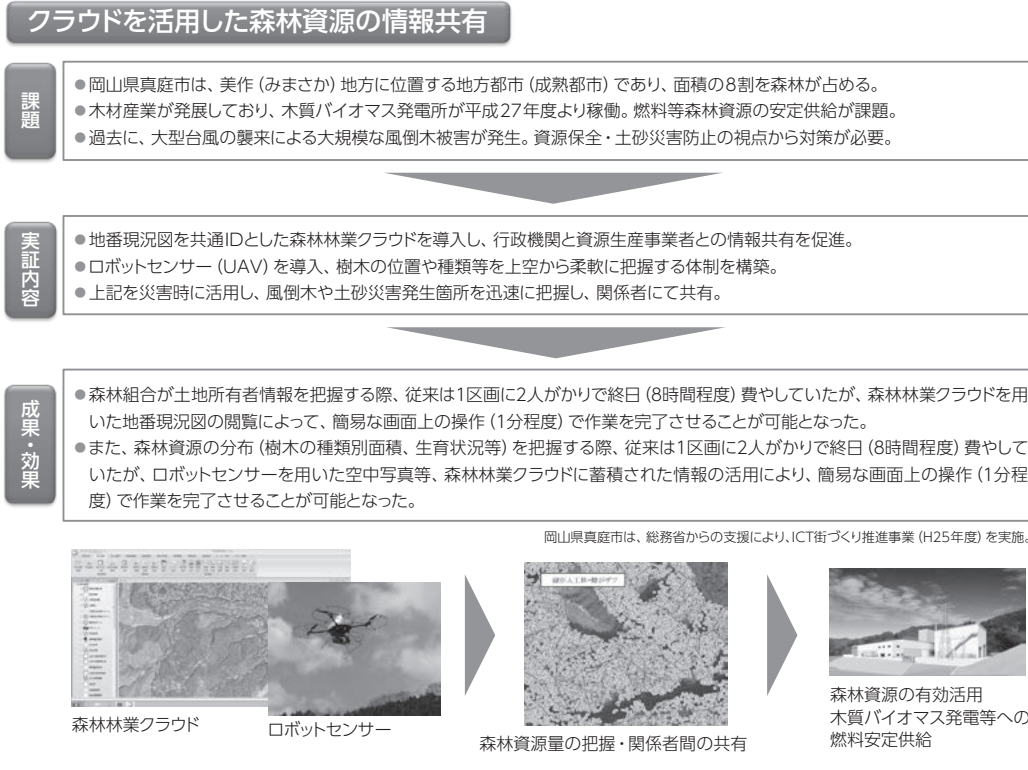 クラウドを活用した森林資源の情報共有
課題
●岡山県真庭市は、美作（みまさか）地方に位置する地方都市（成熟都市）であり、面積の8割を森林が占める。
●木材産業が発展しており、木質バイオマス発電所が平成27年度より稼働。燃料等森林資源の安定供給が課題。
●過去に、大型台風の襲来による大規模な風倒木被害が発生。資源保全・土砂災害防止の視点から対策が必要。
実証内容
●地番現況図を共通IDとした森林林業クラウドを導入し、行政機関と資源生産事業者との情報共有を促進。
●ロボットセンサー（UAV）を導入、樹木の位置や種類等を上空から柔軟に把握する体制を構築。
●上記を災害時に活用し、風倒木や土砂災害発生箇所を迅速に把握し、関係者にて共有。
成果・効果
●森林組合が土地所有者情報を把握する際、従来は1区画に2人がかりで終日（8時間程度）費やしていたが、森林林業クラウドを用
いた地番現況図の閲覧によって、簡易な画面上の操作（1分程度）で作業を完了させることが可能となった。
●また、森林資源の分布（樹木の種類別面積、生育状況等）を把握する際、従来は1区画に2人がかりで終日（8時間程度）費やして
いたが、ロボットセンサーを用いた空中写真等、森林林業クラウドに蓄積された情報の活用により、簡易な画面上の操作（1分程
度）で作業を完了させることが可能となった。
岡山県真庭市は、総務省からの支援により、ICT街づくり推進事業（H25年度）を実施。
森林林業クラウド
ロボットセンサー
森林資源量の把握・関係者間の共有
森林資源の有効活用
木質バイオマス発電等への
燃料安定供給